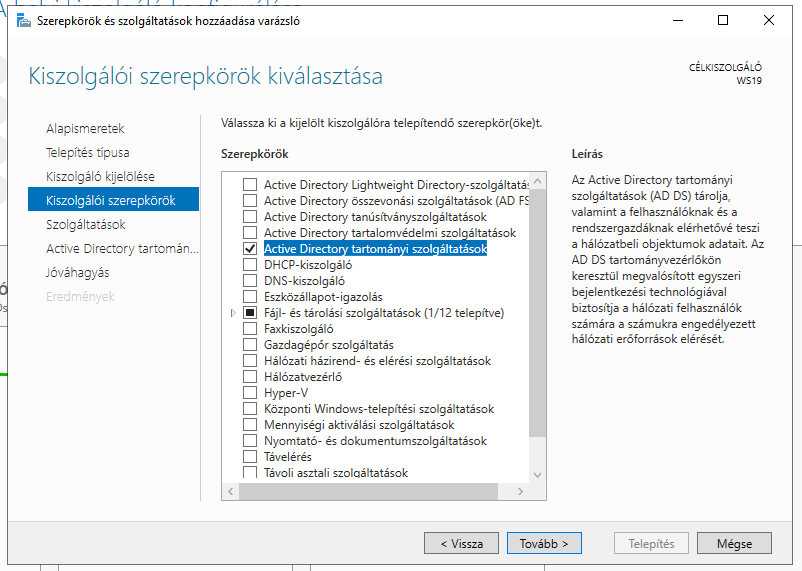 Szerepkörök és szolgáltatások hozzáadása varázsló
Kiszolgálói szerepkörök kiválasztása
CÉLKISZOLGÁLÓ
WS19
Alapismeretek
Telepítés típusa
Kiszolgáló kijelölése
Kiszolgálói szerepkörök
Szolgáltatások
Active Directory tartomán...
Jóváhagyás
Eredmények
Válassza ki a kijelölt kiszolgálóra telepítendő szerepkör(öke)t.
Szerepkörök
Active Directory Lightweight Directory-szolgáltatás
Active Directory összevonási szolgáltatások (AD FS
Active Directory tanúsítványszolgáltatások
Active Directory tartalomvédelmi szolgáltatások
Active Directory tartományi szolgáltatások
DHCP-kiszolgáló
DNS-kiszolgáló
Eszközállapot-igazolás
Fájl- és tárolási szolgáltatások (1/12 telepítve)
Faxkiszolgáló
Gazdagépőr szolgáltatás
Hálózati házirend- és elérési szolgáltatások
Hálózatvezérlő
Hyper-V
Központi Windows-telepítési szolgáltatások
Mennyiségi aktiválási szolgáltatások
Nyomtató- és dokumentumszolgáltatások
Távelérés
Távoli asztali szolgáltatások
Leírás
Az Active Directory tartományi
szolgáltatások (AD DS) tárolja,
valamint a felhasználóknak és a
rendszergazdáknak elérhetővé teszi
a hálózatbeli objektumok adatait. Az
AD DS tartományvezérlőkön
keresztül megvalósított egyszeri
bejelentkezési technológiával
biztosítja a hálózati felhasználók
számára a számukra engedélyezett
hálózati erőforrások elérését.
< Vissza
Tovább >
Telepítés
Mégse